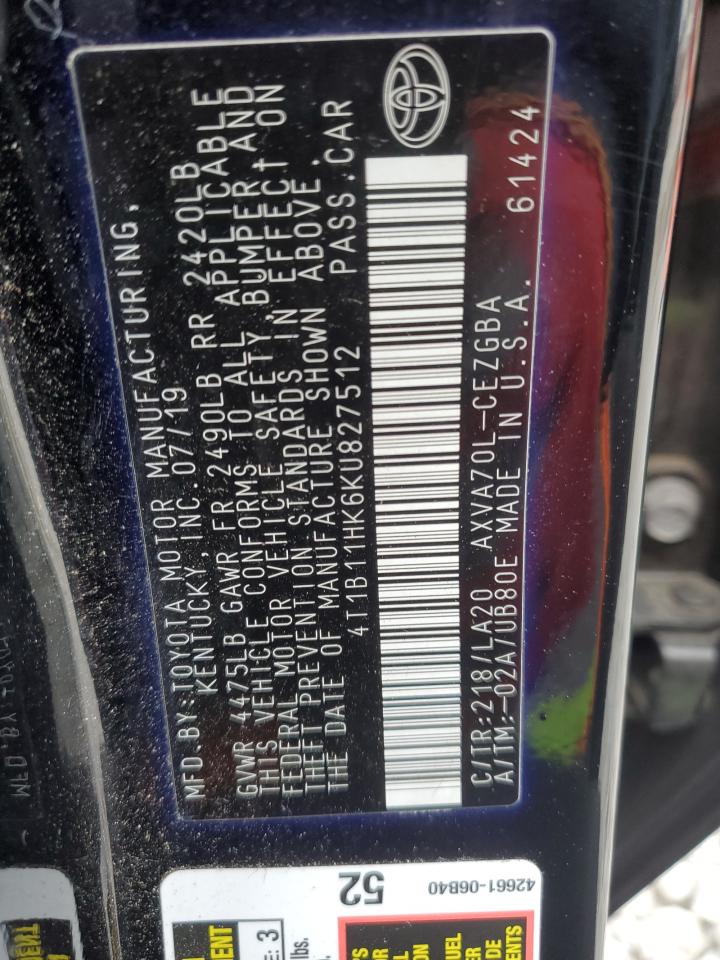 MFD.BY:TOYOTA MOTOR MANUFACTURING,
KENTUCKY, INC. 07/19
GVWR 4475LB GAWR FR 2490LB RR 2420LB
THIS VEHICLE CONFORMS TO ALL APPLICABLE
FEDERAL MOTOR VEHICLE SAFETY, BUMPER AND
THEFT PREVENTION STANDARDS IN EFFECT ON
THE DATE OF MANUFACTURE SHOWN ABOVE.
4T1B11HK6KU827512 PASS.CAR
C/TR:218/LA20 AXVA70L-CEZGBA
A/TM:-02A/UB80E MADE IN U.S.A. 61424
52
42661-06B40
ENT
E: 3
lbs.